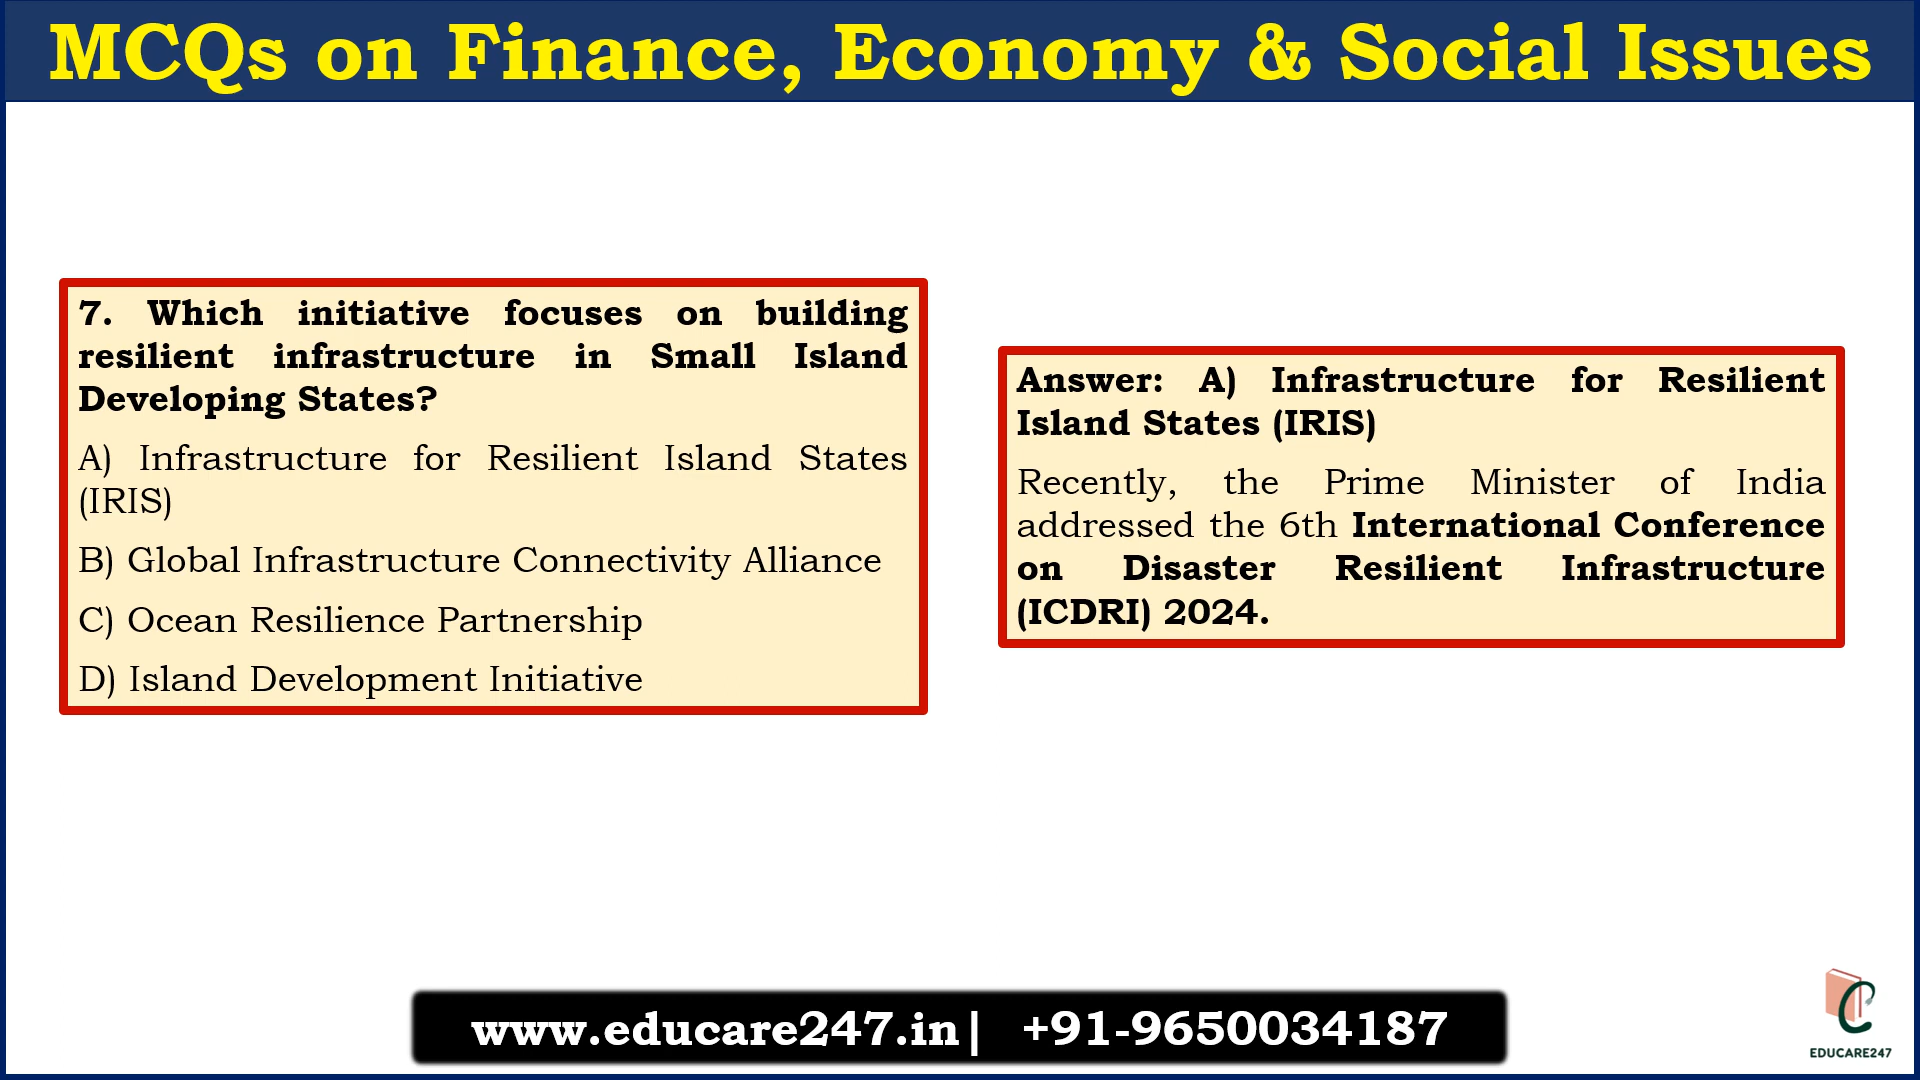 MCQs on Finance, Economy & Social Issues
7. Which initiative focuses on building
resilient infrastructure in Small Island
Developing States?
A) Infrastructure for Resilient Island States
(IRIS)
B) Global Infrastructure Connectivity Alliance
C) Ocean Resilience Partnership
D) Island Development Initiative
Answer: A) Infrastructure for Resilient
Island States (IRIS)
Recently, the Prime Minister of India
addressed the 6th International Conference
on Disaster Resilient Infrastructure
(ICDRI) 2024.
www.educare247.in| +91-9650034187
EDUCARE247